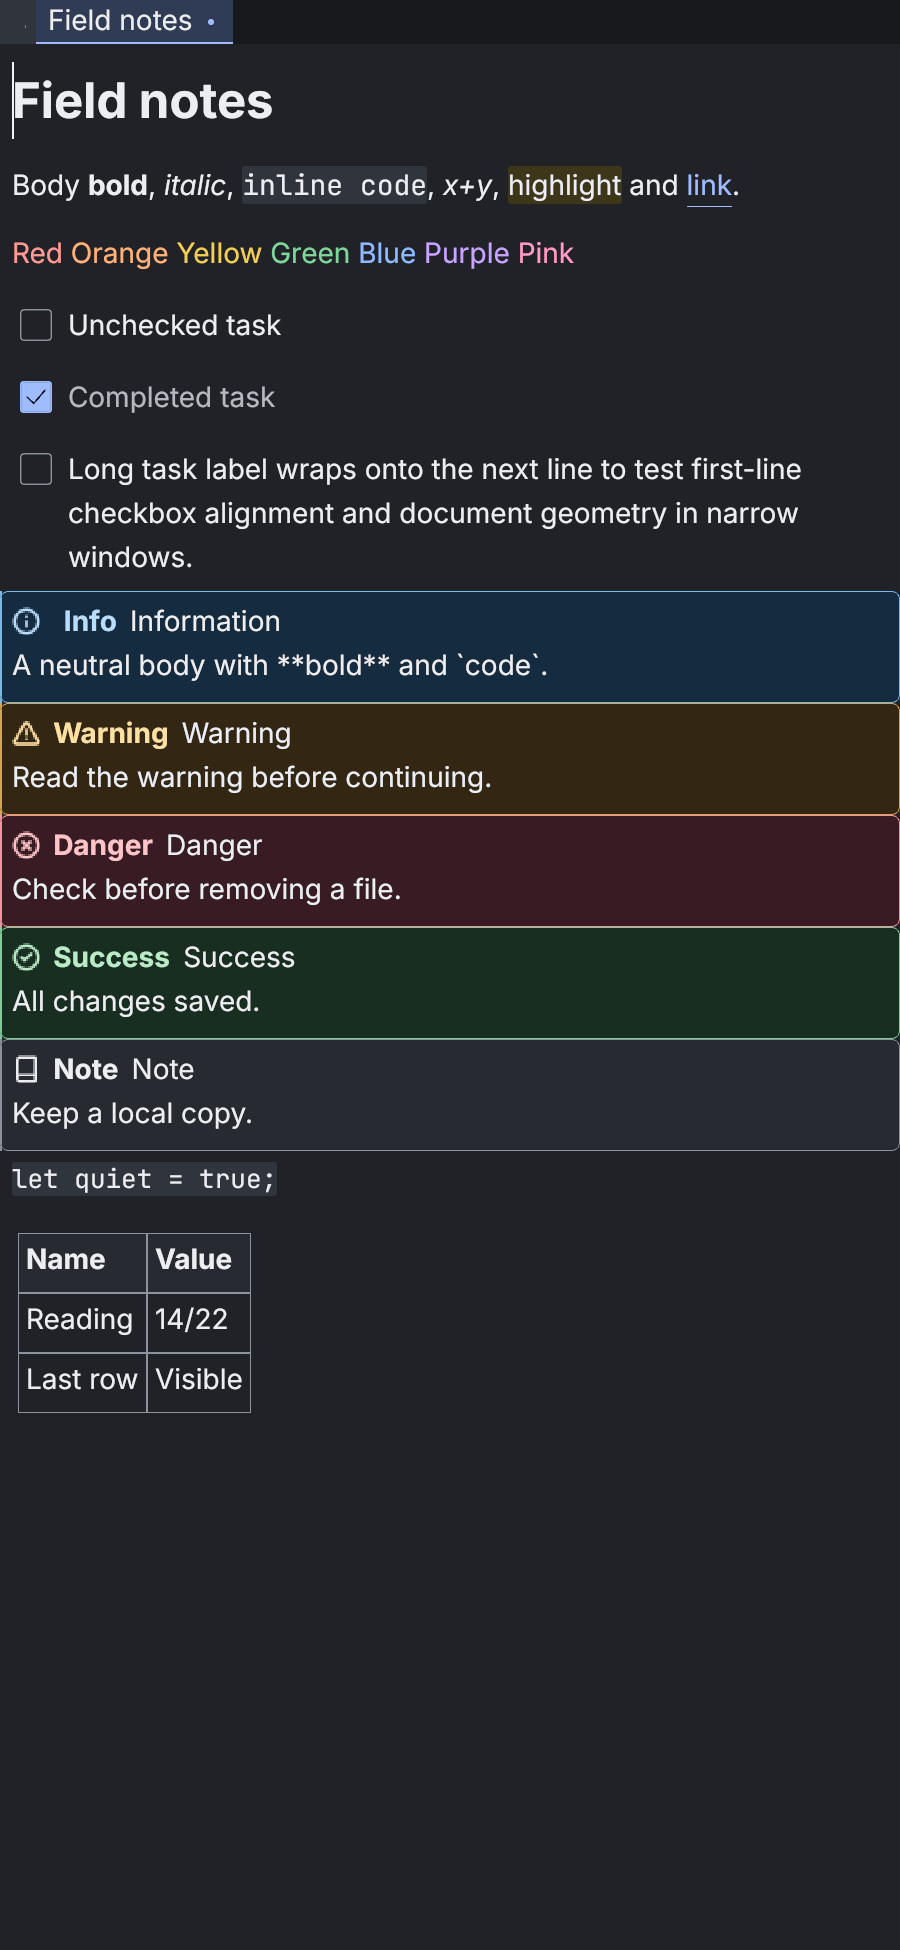 Field notes
Field notes
Body bold, italic, inline code, x+y, highlight and link.
Red Orange Yellow Green Blue Purple Pink
Unchecked task
Completed task
Long task label wraps onto the next line to test first-line
checkbox alignment and document geometry in narrow
windows.
Info Information
A neutral body with **bold** and `code`.
Warning Warning
Read the warning before continuing.
Danger Danger
Check before removing a file.
Success Success
All changes saved.
Note Note
Keep a local copy.
let quiet = true;
Name Value
Reading 14/22
Last row Visible